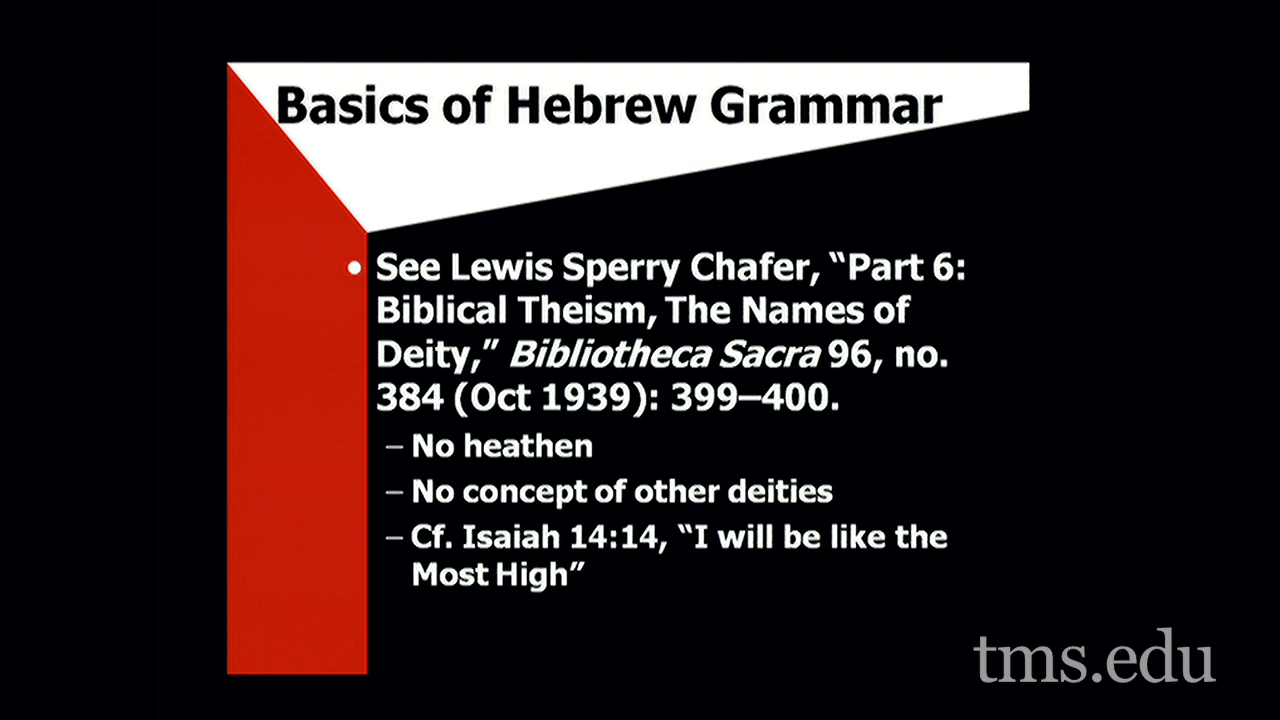 Basics of Hebrew Grammar
• See Lewis Sperry Chafer, “Part 6:
Biblical Theism, The Names of
Deity,” Bibliotheca Sacra 96, no.
384 (Oct 1939): 399–400.
– No heathen
– No concept of other deities
– Cf. Isaiah 14:14, “I will be like the
Most High”
tms.edu